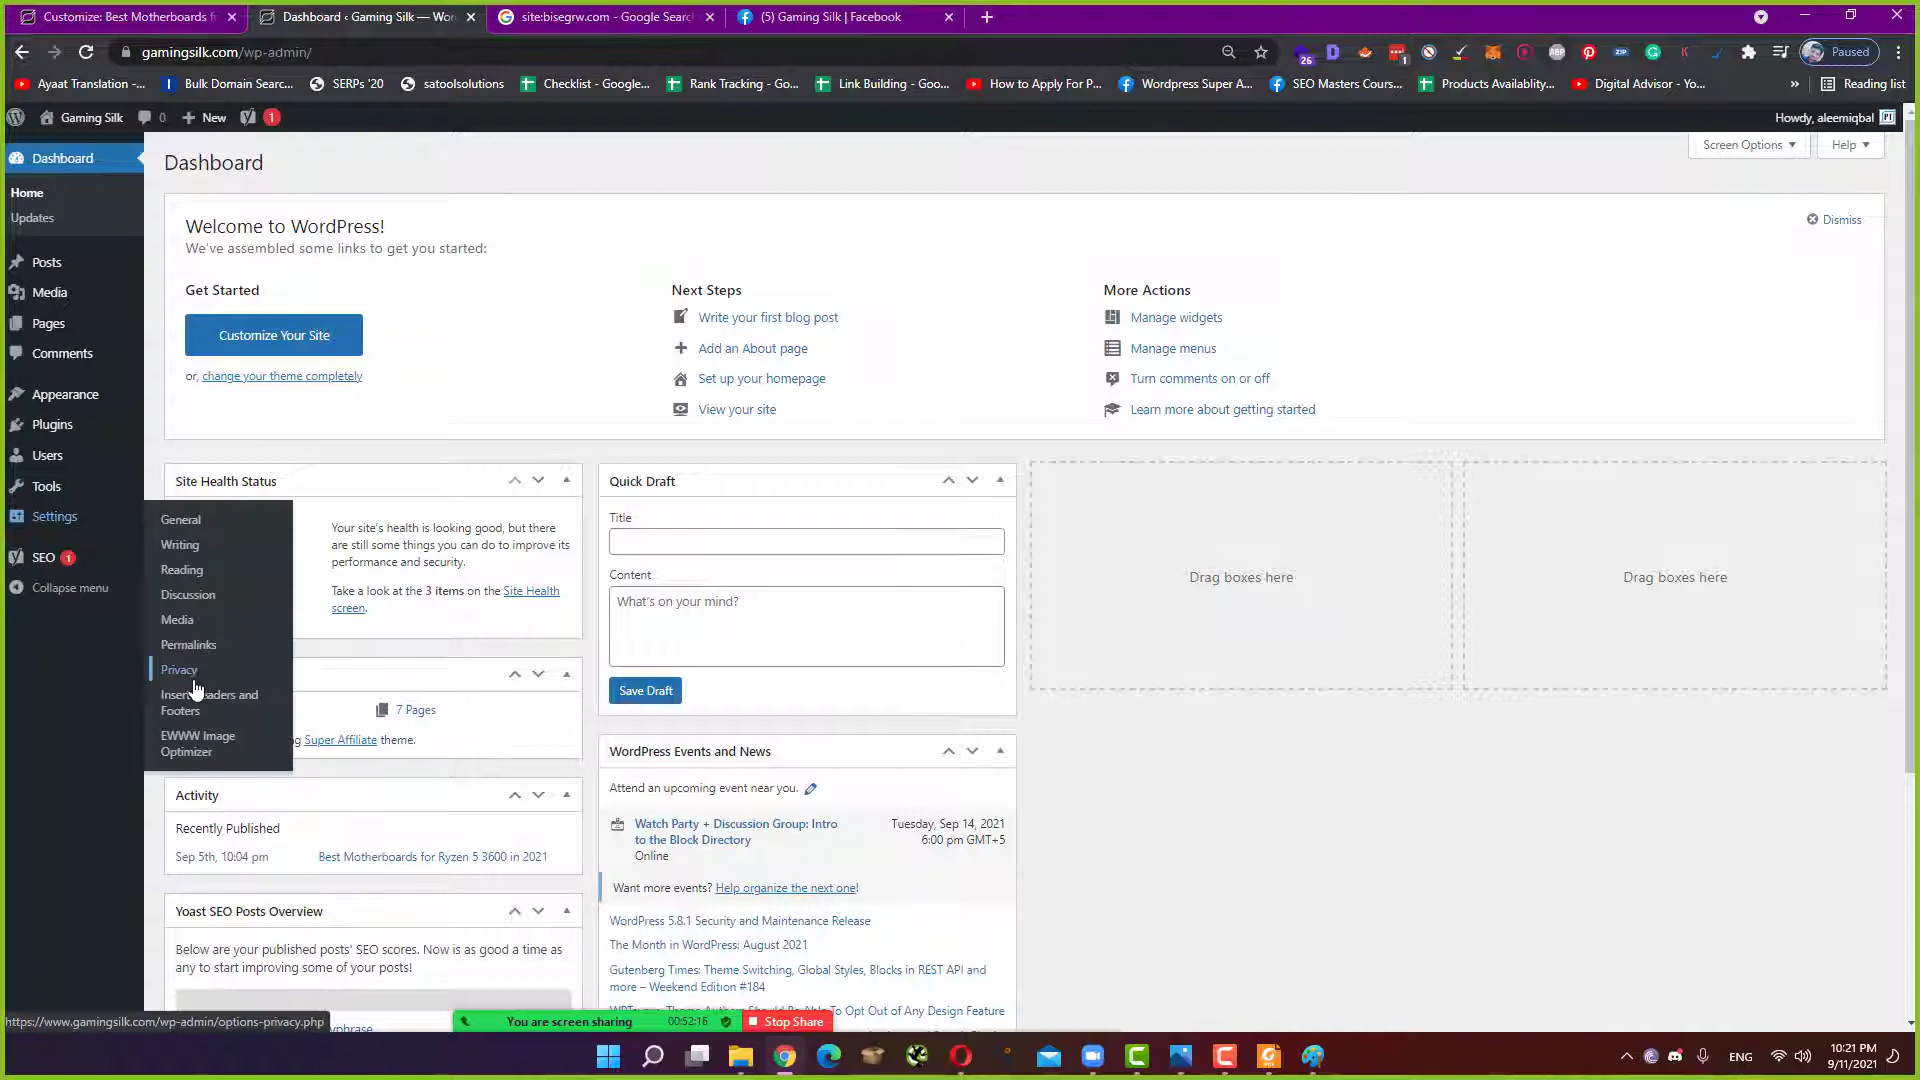 Customize: Best Motherboards f
Dashboard ‹ Gaming Silk — Wor
site:bisegrw.com - Google Searc
(5) Gaming Silk | Facebook
gamingsilk.com/wp-admin/
26
1
Paused
Ayaat Translation -...
Bulk Domain Searc...
SERPs '20
satoolsolutions
Checklist - Google...
Rank Tracking - Go...
Link Building - Goo...
How to Apply For P...
Wordpress Super A...
SEO Masters Cours...
Products Availablity...
Digital Advisor - Yo...
»
Reading list
Gaming Silk
0
New
1
Howdy, aleemiqbal
Dashboard
Home
Updates
Posts
Media
Pages
Comments
Appearance
Plugins
Users
Tools
Settings
SEO 1
Collapse menu
General
Writing
Reading
Discussion
Media
Permalinks
Privacy
Footers
EWWW Image
Optimizer
Dashboard
Screen Options
Help
Welcome to WordPress!
We've assembled some links to get you started:
Dismiss
Get Started
Customize Your Site
or, change your theme completely
Next Steps
Write your first blog post
Add an About page
Set up your homepage
View your site
More Actions
Manage widgets
Manage menus
Turn comments on or off
Learn more about getting started
Site Health Status
Your site's health is looking good, but there
are still some things you can do to improve its
performance and security.
Take a look at the 3 items on the Site Health
screen.
7 Pages
Super Affiliate theme.
Activity
Recently Published
Sep 5th, 10:04 pm
Best Motherboards for Ryzen 5 3600 in 2021
Yoast SEO Posts Overview
Below are your published posts' SEO scores. Now is as good a time as
any to start improving some of your posts!
Quick Draft
Title
Content
What's on your mind?
Save Draft
WordPress Events and News
Attend an upcoming event near you.
Watch Party + Discussion Group: Intro
to the Block Directory
Online
Tuesday, Sep 14, 2021
6:00 pm GMT+5
Want more events? Help organize the next one!
WordPress 5.8.1 Security and Maintenance Release
The Month in WordPress: August 2021
Gutenberg Times: Theme Switching, Global Styles, Blocks in REST API and
more – Weekend Edition #184
To Opt Out of Any Design Feature
Drag boxes here
Drag boxes here
https://www.gamingsilk.com/wp-admin/options-privacy.php
You are screen sharing
00:52:15
Stop Share
ENG
10:21 PM
9/11/2021